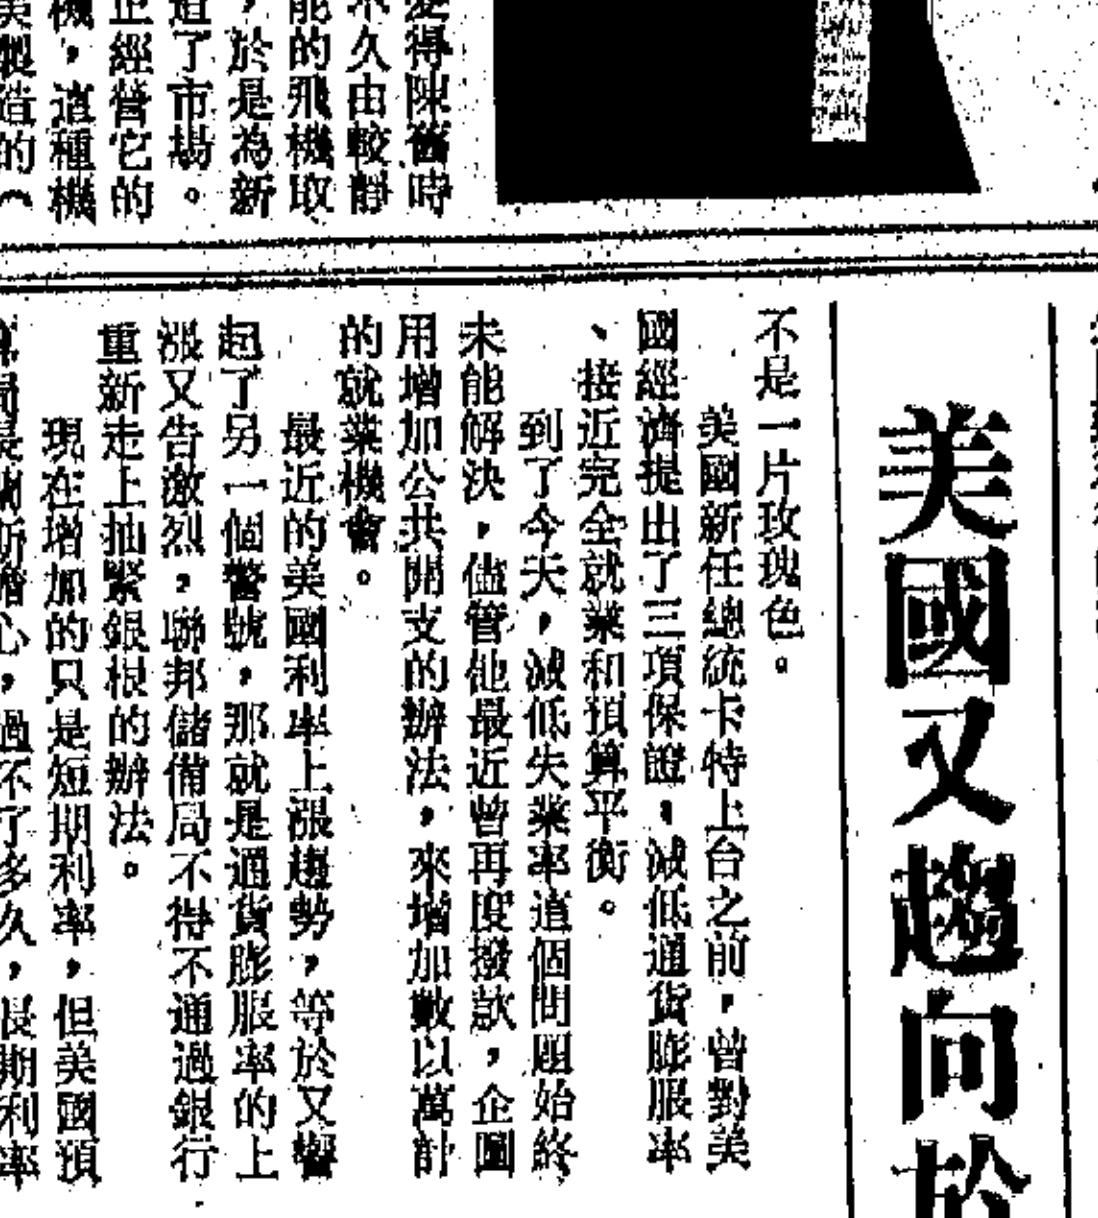 變得陳舊時
不久由較靜
能的飛機取
，於是為新
進了市場。
正經營它的
機，這種機
美製造的（
美國又趨向於
不是一片玫瑰色。
美國新任總統卡特上台之前，曾對美
國經濟提出了三項保證，減低通貨膨脹率
、接近完全就業和預算平衡。
到了今天，減低失業率這個問題始終
未能解決，儘管他最近曾再度撥款，企圖
用增加公共開支的辦法，來增加數以萬計
的就業機會。
最近的美國利率上漲趨勢，等於又響
起了另一個警號，那就是通貨膨脹率的上
漲又告激烈，聯邦儲備局不得不通過銀行
重新走上抽緊銀根的辦法。
現在增加的只是短期利率，但美國預
心，過不了多久，長期利率